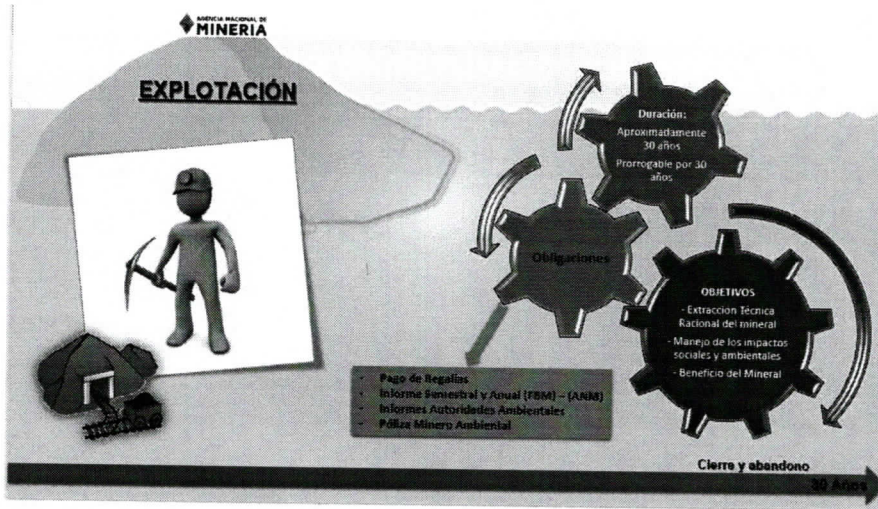 AGENCIA NACIONAL DE
MINERÍA
EXPLOTACIÓN
Duración:
Aproximadamente
30 años
Prorrogable por 30
años
Obligaciones
OBJETIVOS
- Extracción Técnica
Racional del mineral
- Manejo de los impactos
sociales y ambientales
- Beneficio del Mineral
- Pago de Regalías
- Informe Semestral y Anual (FBM) – (ANM)
- Informes Autoridades Ambientales
- Póliza Minero Ambiental
Cierre y abandono
30 Años